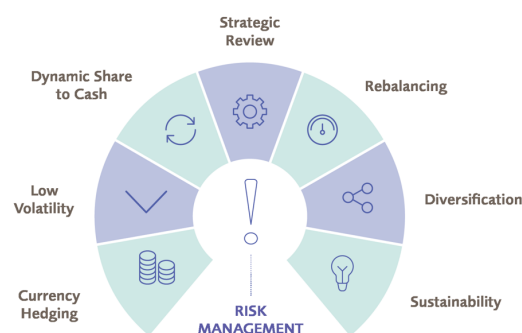 Strategic
Review
Dynamic Share
to Cash
Rebalancing
Low
Volatility
Diversification
Currency
Hedging
Sustainability
RISK
MANAGEMENT